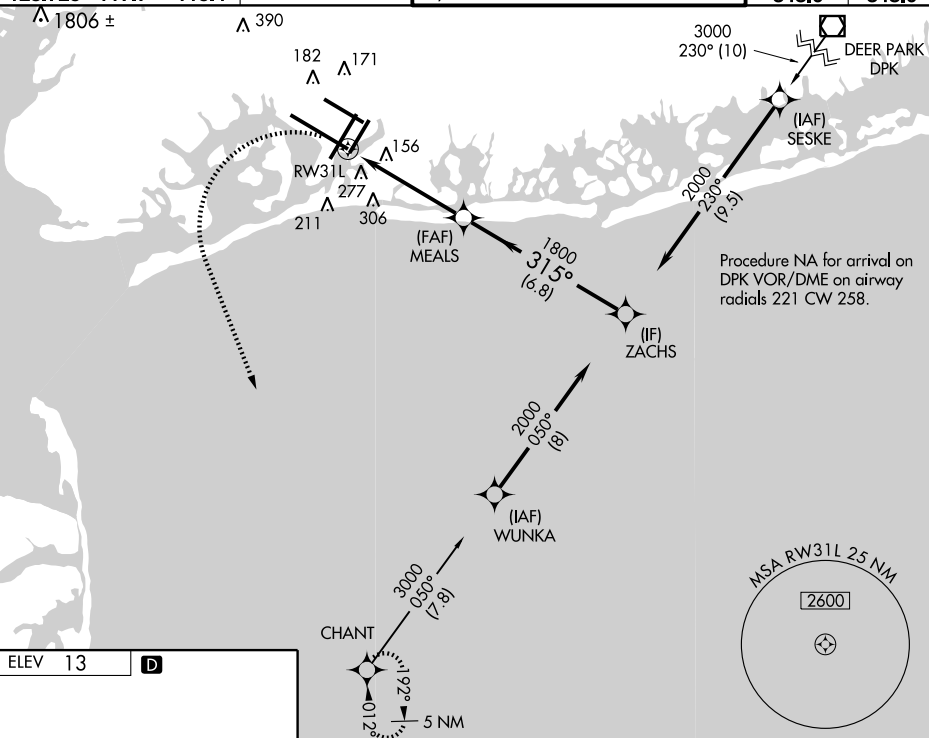 1806 ±
390
182
171
156
RW31L
277
211
306
3000
230° (10)
DEER PARK
DPK
(IAF)
SESKE
2000
230°
(9.5)
(FAF)
MEALS
1800
315°
(6.8)
Procedure NA for arrival on
DPK VOR/DME on airway
radials 221 CW 258.
(IF)
ZACHS
2000
050°
(8)
(IAF)
WUNKA
3000
050°
(7.8)
CHANT
192°
012°
5 NM
MSA RW31L 25 NM
2600
ELEV 13
D